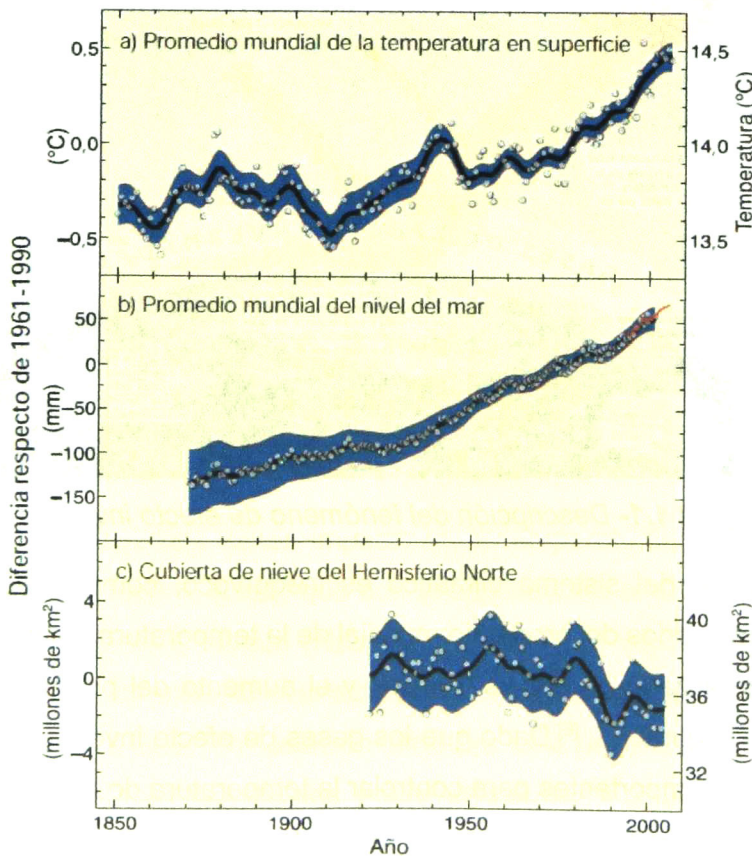 a) Promedio mundial de la temperatura en superficie
0.5
0.0
−0.5
(°C)
14,5
14,0
13,5
Temperatura (°C)
Diferencia respecto de 1961-1990
b) Promedio mundial del nivel del mar
50
0
−50
−100
−150
(mm)
c) Cubierta de nieve del Hemisferio Norte
4
0
−4
(millones de km²)
40
36
32
(millones de km²)
1850
1900
1950
2000
Año